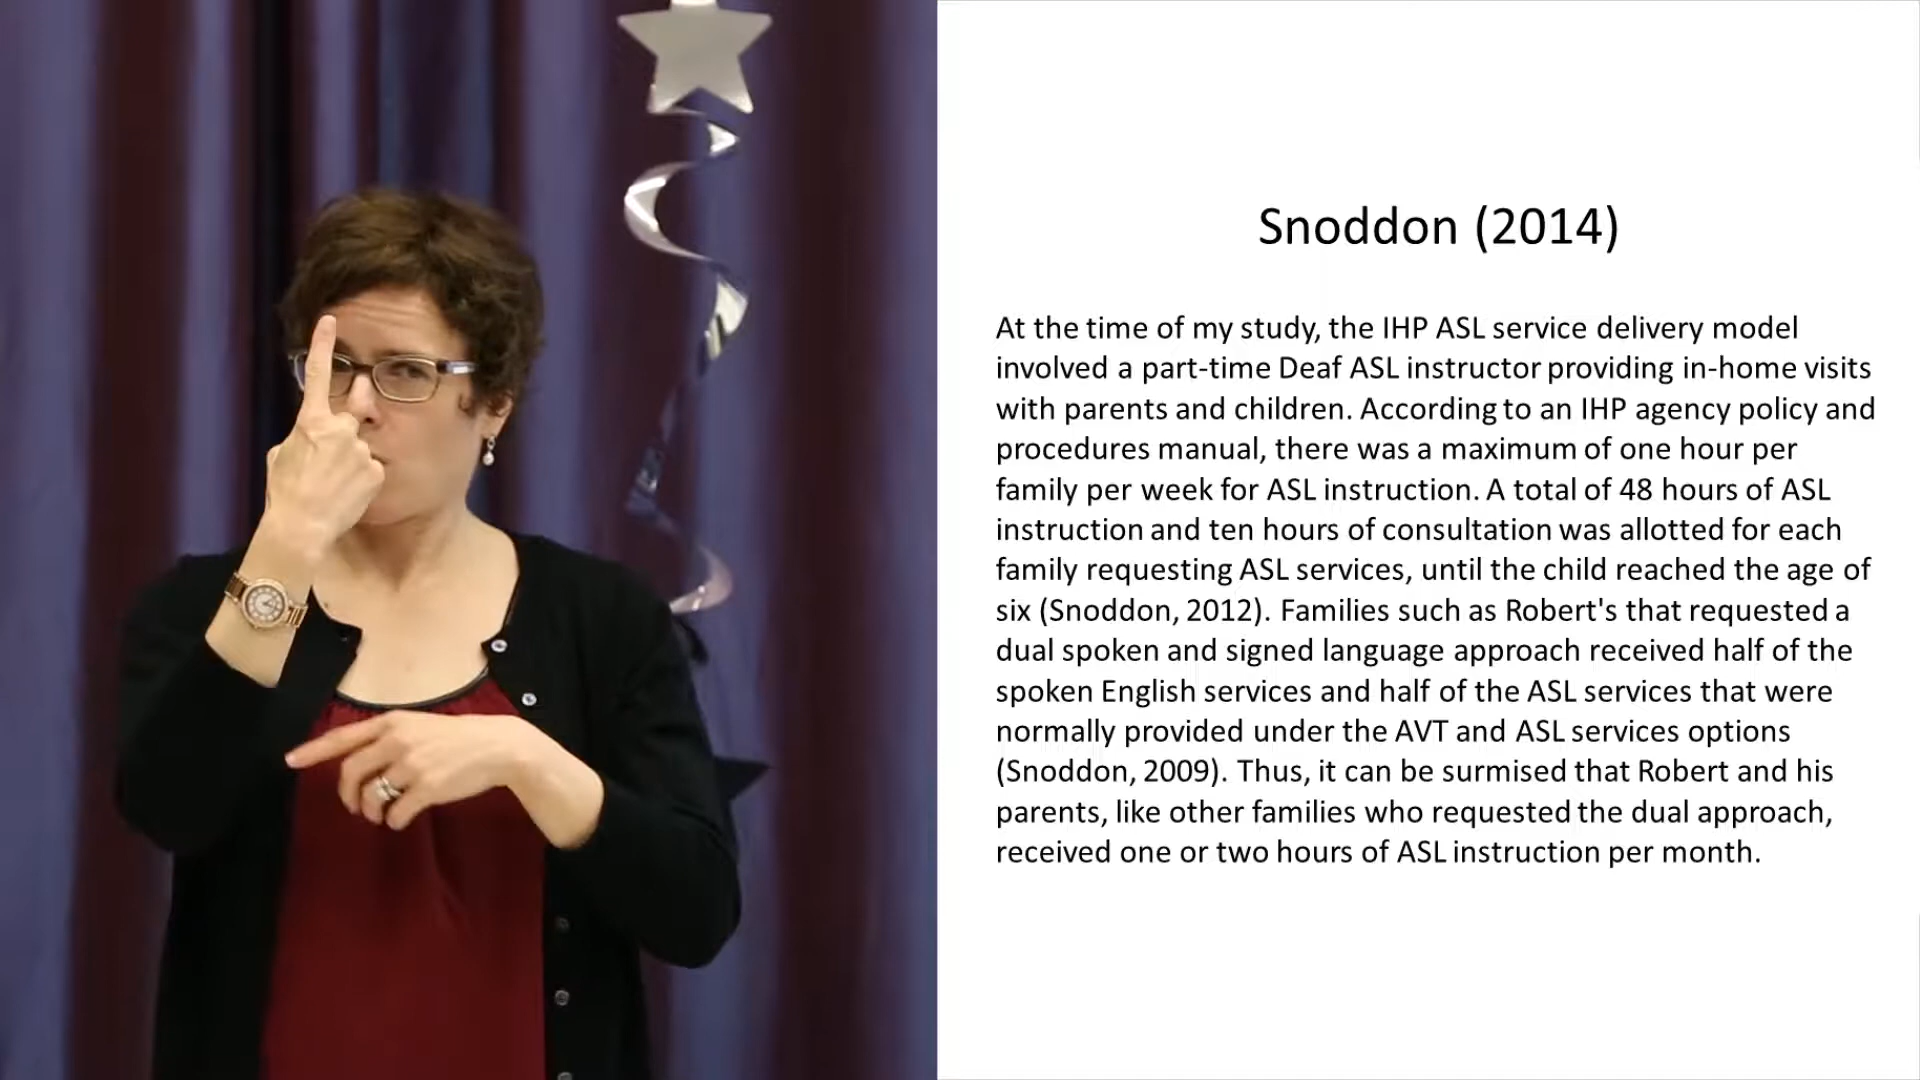 Snoddon (2014)
At the time of my study, the IHP ASL service delivery model
involved a part-time Deaf ASL instructor providing in-home visits
with parents and children. According to an IHP agency policy and
procedures manual, there was a maximum of one hour per
family per week for ASL instruction. A total of 48 hours of ASL
instruction and ten hours of consultation was allotted for each
family requesting ASL services, until the child reached the age of
six (Snoddon, 2012). Families such as Robert's that requested a
dual spoken and signed language approach received half of the
spoken English services and half of the ASL services that were
normally provided under the AVT and ASL services options
(Snoddon, 2009). Thus, it can be surmised that Robert and his
parents, like other families who requested the dual approach,
received one or two hours of ASL instruction per month.